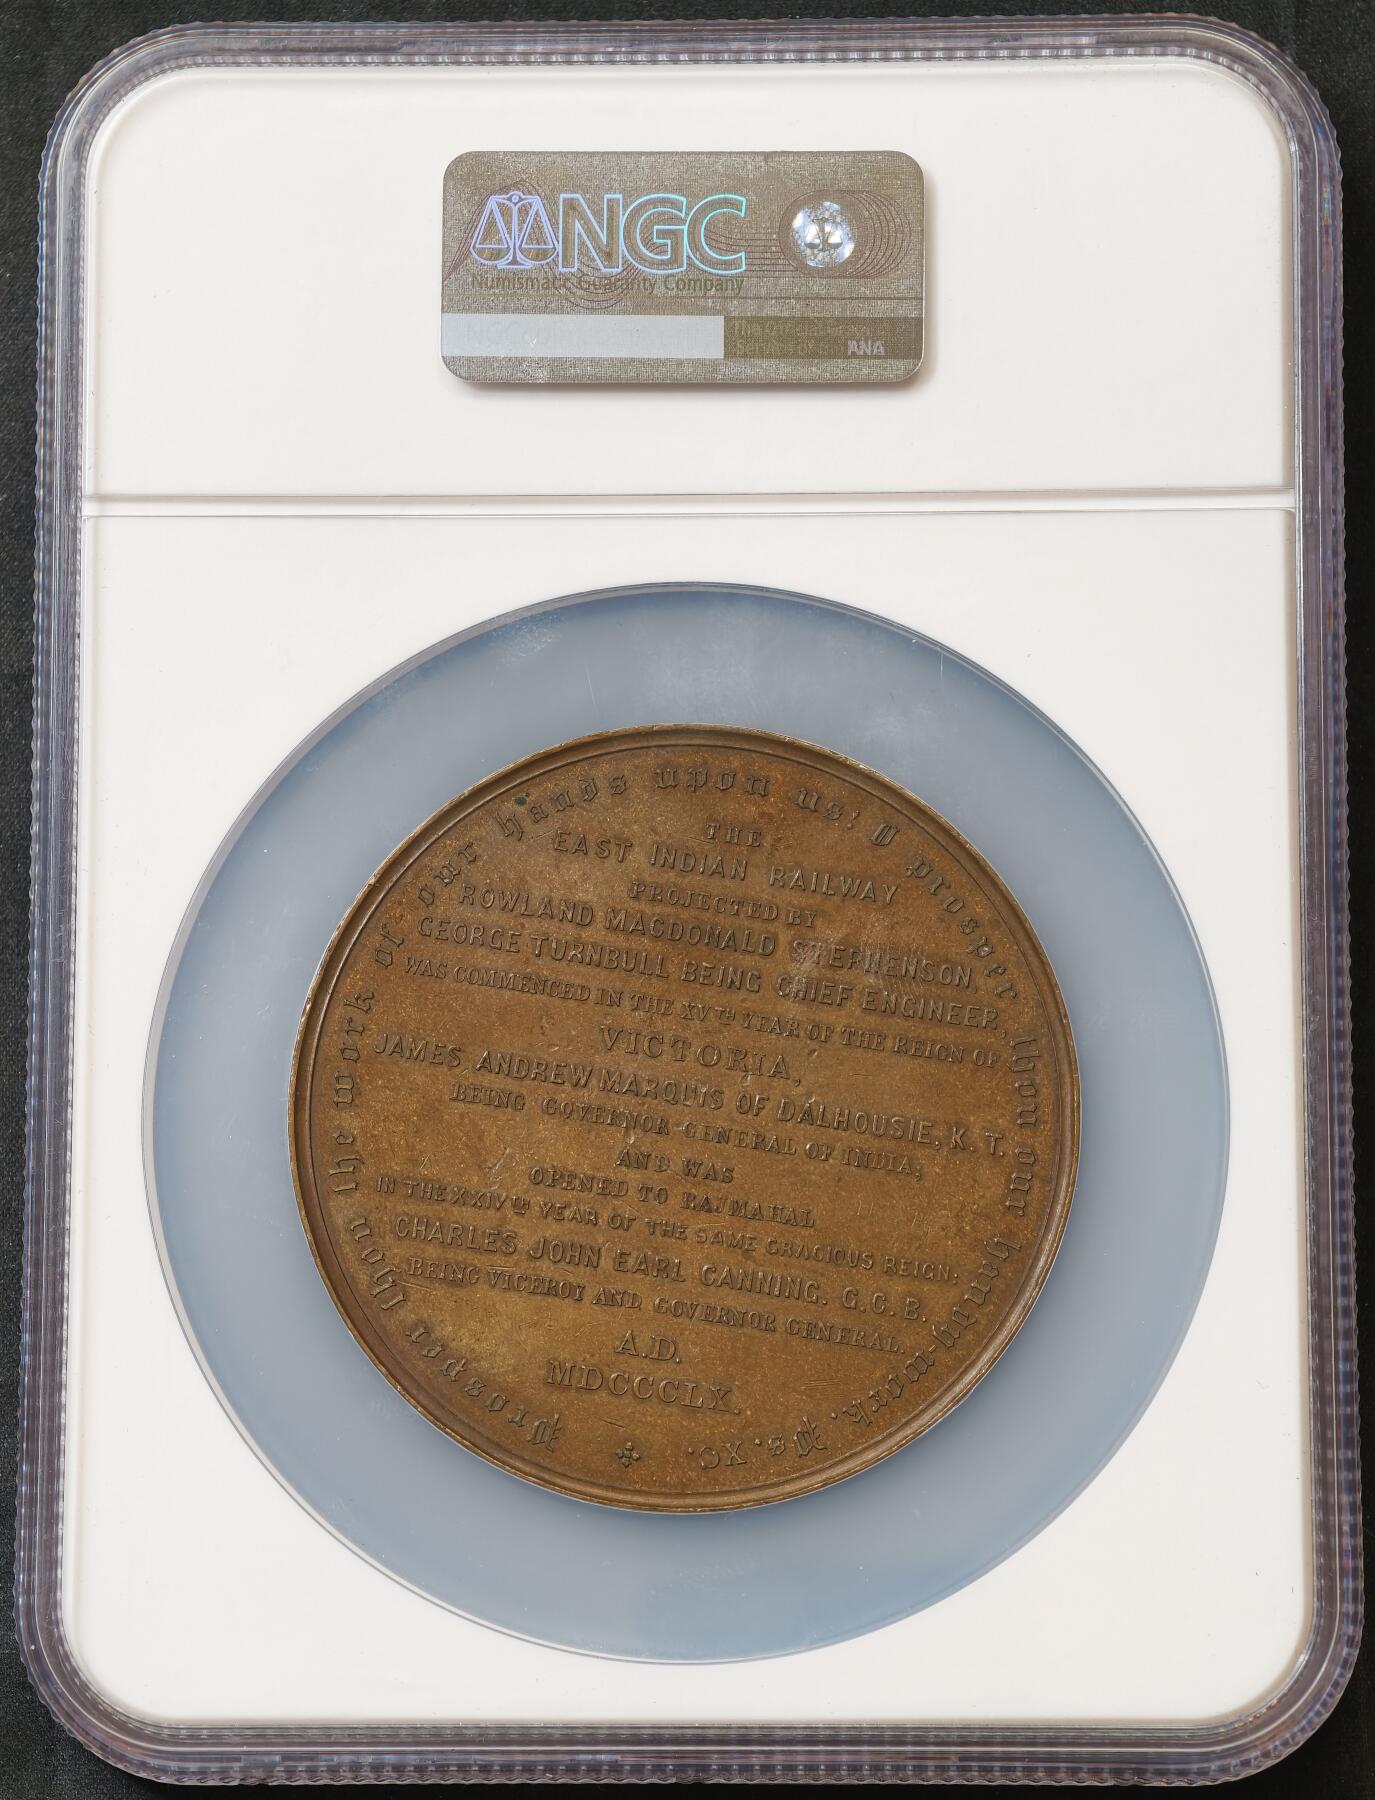 NGC
Numismatic Guaranty Company
ANA
Prosper thou the work of our hands upon us; O prosper thou our handy-work. Ps. XC.
THE
EAST INDIAN RAILWAY
PROJECTED BY
ROWLAND MACDONALD STEPHENSON,
GEORGE TURNBULL BEING CHIEF ENGINEER,
WAS COMMENCED IN THE XVTH YEAR OF THE REIGN OF
VICTORIA,
JAMES ANDREW MARQUIS OF DALHOUSIE, K. T.
BEING GOVERNOR GENERAL OF INDIA;
AND WAS
OPENED TO RAJMAHAL
IN THE XXIVTH YEAR OF THE SAME GRACIOUS REIGN;
CHARLES JOHN EARL CANNING. G. C. B.
BEING VICEROY AND GOVERNOR GENERAL.
A.D.
MDCCCLX.